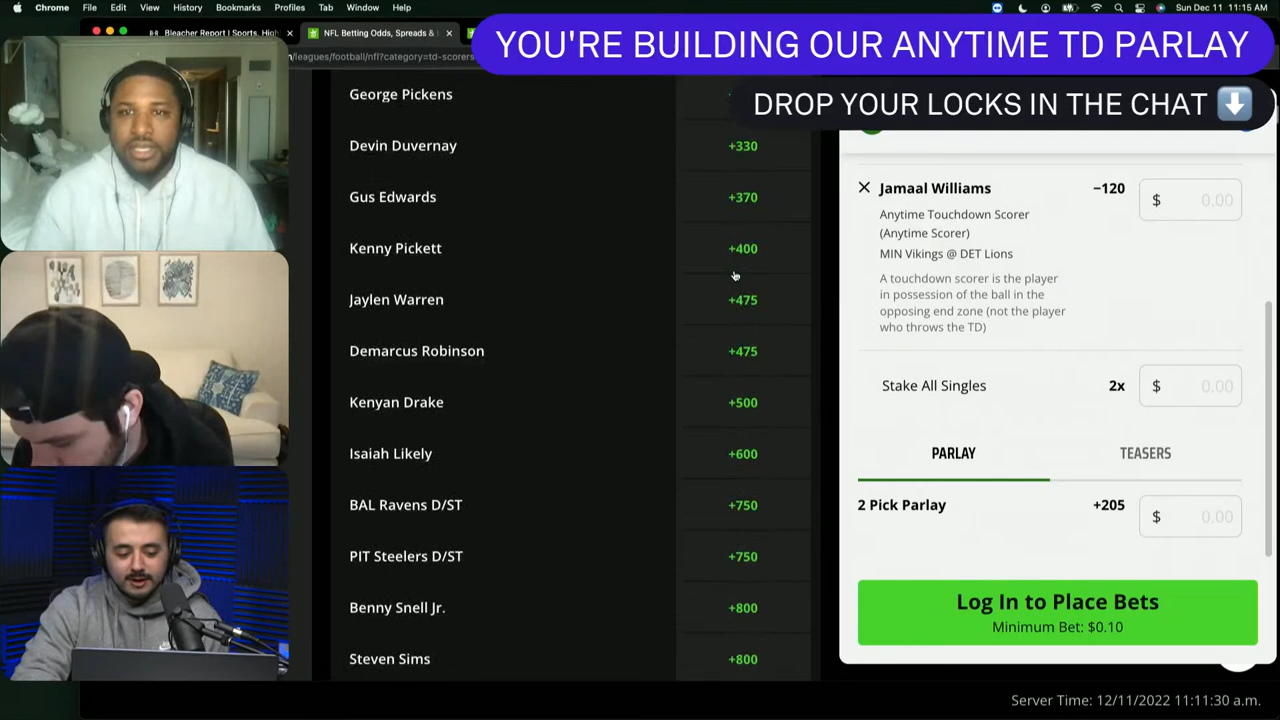 Chrome File Edit View History Bookmarks Profiles Tab Window Help
Sun Dec 11 11:15 AM
Bleacher Report | Sports, High
NFL Betting Odds, Spreads &
/leagues/football/nfl?category=td-scorers
YOU'RE BUILDING OUR ANYTIME TD PARLAY
DROP YOUR LOCKS IN THE CHAT ⬇️
George Pickens
Devin Duvernay +330
Gus Edwards +370
Kenny Pickett +400
Jaylen Warren +475
Demarcus Robinson +475
Kenyan Drake +500
Isaiah Likely +600
BAL Ravens D/ST +750
PIT Steelers D/ST +750
Benny Snell Jr. +800
Steven Sims +800
Jamaal Williams −120 $ 0.00
Anytime Touchdown Scorer
(Anytime Scorer)
MIN Vikings @ DET Lions
A touchdown scorer is the player
in possession of the ball in the
opposing end zone (not the player
who throws the TD)
Stake All Singles 2x $ 0.00
PARLAY TEASERS
2 Pick Parlay +205 $ 0.00
Log In to Place Bets
Minimum Bet: $0.10
Server Time: 12/11/2022 11:11:30 a.m.